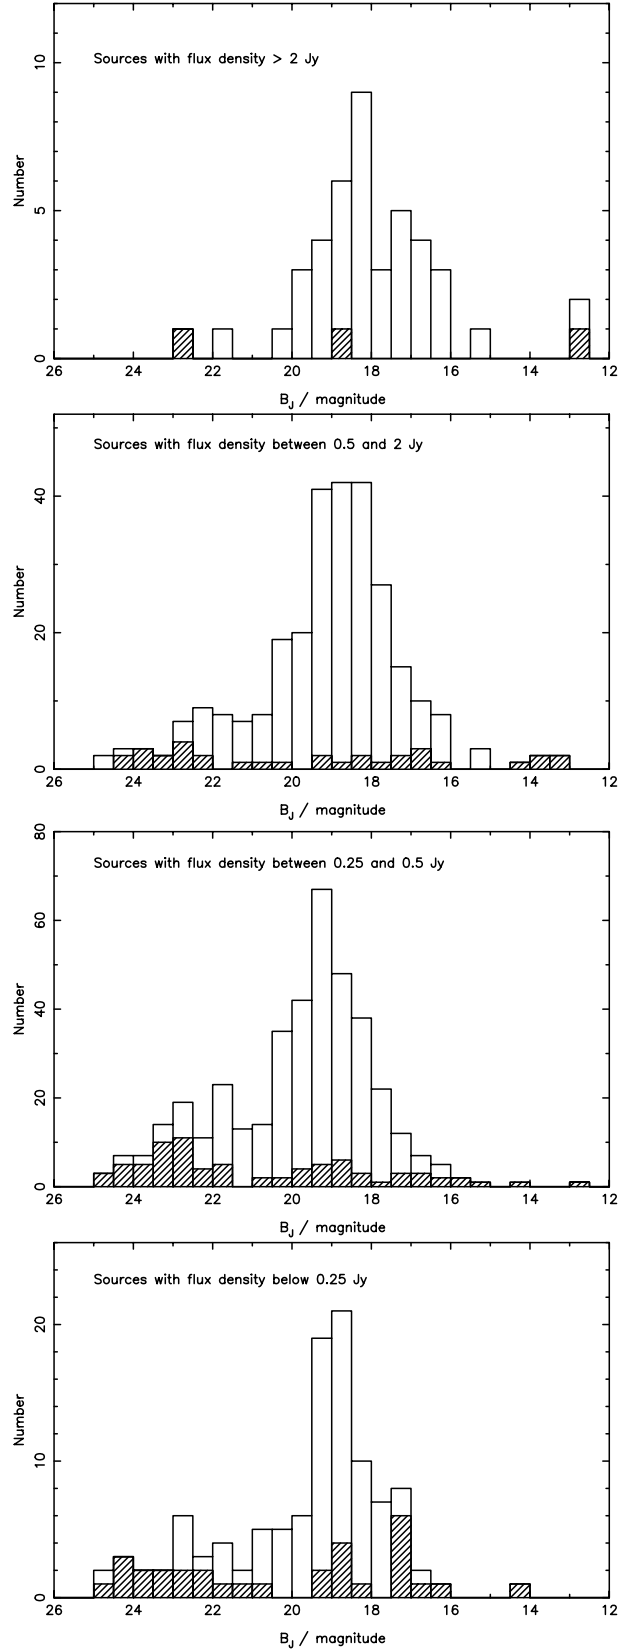 10
Sources with flux density > 2 Jy
Number
5
0
26 24 22 20 18 16 14 12
B_J / magnitude
Sources with flux density between 0.5 and 2 Jy
40
Number
20
0
26 24 22 20 18 16 14 12
B_J / magnitude
80
Sources with flux density between 0.25 and 0.5 Jy
60
Number
40
20
0
26 24 22 20 18 16 14 12
B_J / magnitude
Sources with flux density below 0.25 Jy
20
Number
10
0
26 24 22 20 18 16 14 12
B_J / magnitude